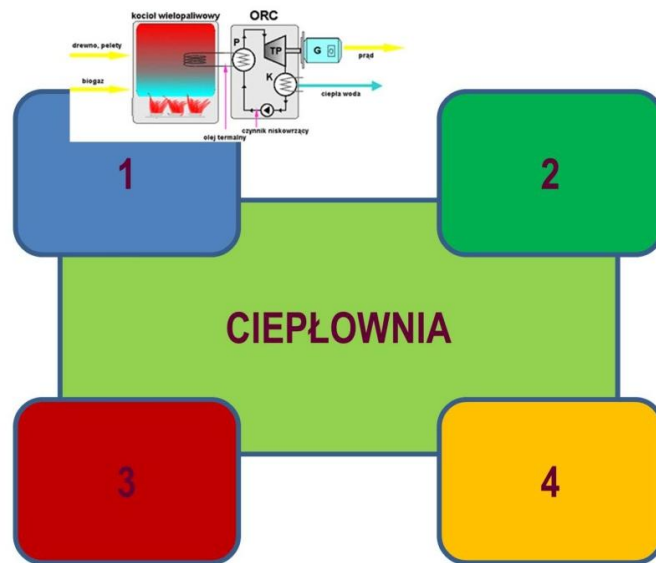 kocioł wielopaliwowy
ORC
drewno, pelety
P
TP
G
prąd
biogaz
K
ciepła woda
olej termalny
czynnik niskowrzący
1
2
CIEPŁOWNIA
3
4